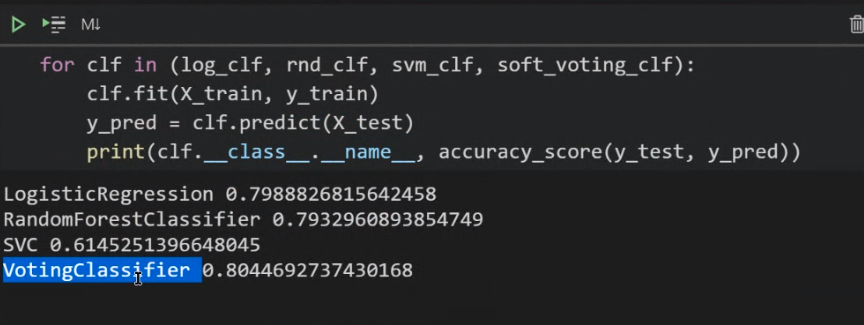 M↓
for clf in (log_clf, rnd_clf, svm_clf, soft_voting_clf):
    clf.fit(X_train, y_train)
    y_pred = clf.predict(X_test)
    print(clf.__class__.__name__, accuracy_score(y_test, y_pred))
LogisticRegression 0.7988826815642458
RandomForestClassifier 0.7932960893854749
SVC 0.6145251396648045
VotingClassifier 0.8044692737430168